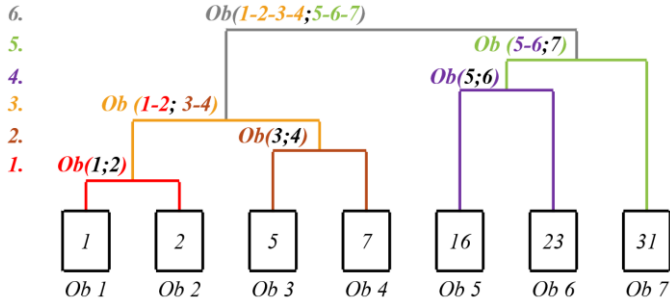 6. Ob(1-2-3-4;5-6-7)
5. Ob (5-6;7)
4. Ob(5;6)
3. Ob (1-2; 3-4)
2. Ob(3;4)
1. Ob(1;2)
1 2 5 7 16 23 31
Ob 1 Ob 2 Ob 3 Ob 4 Ob 5 Ob 6 Ob 7